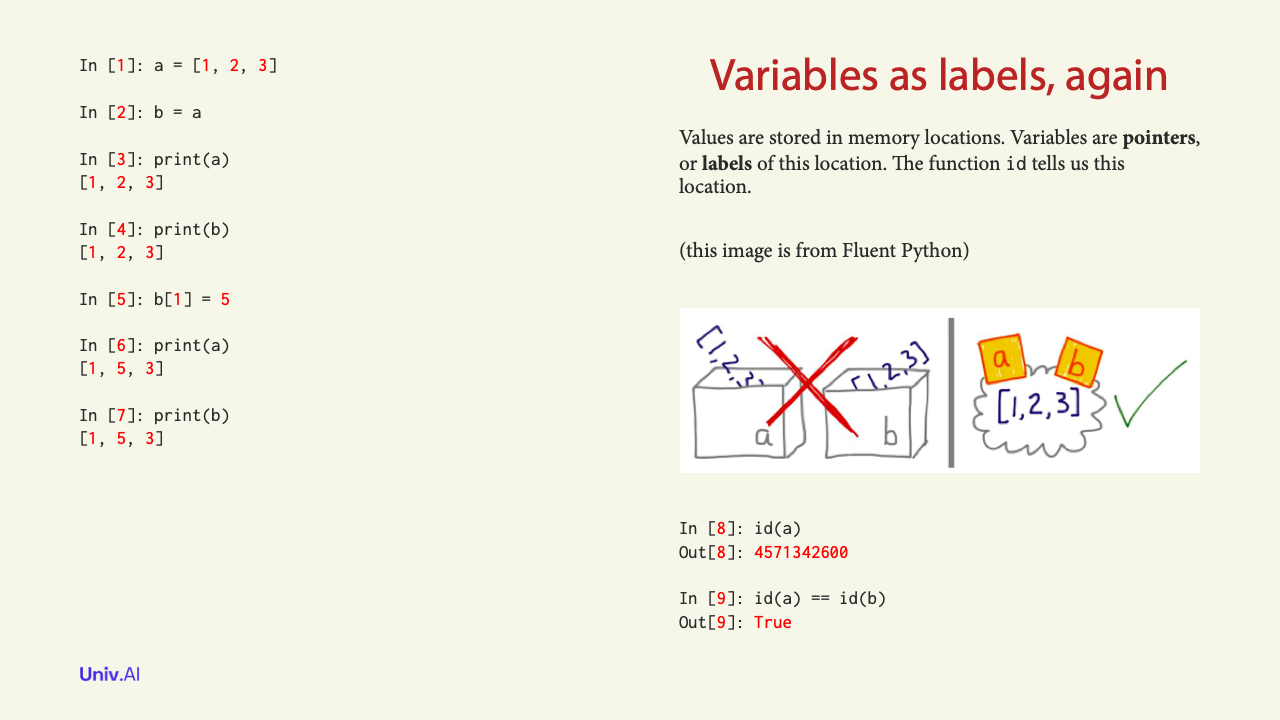 In [1]: a = [1, 2, 3]
In [2]: b = a
In [3]: print(a)
[1, 2, 3]
In [4]: print(b)
[1, 2, 3]
In [5]: b[1] = 5
In [6]: print(a)
[1, 5, 3]
In [7]: print(b)
[1, 5, 3]
Variables as labels, again
Values are stored in memory locations. Variables are pointers,
or labels of this location. The function id tells us this
location.
(this image is from Fluent Python)
[1,2,3]
a
[1,2,3]
b
a
b
[1,2,3]
In [8]: id(a)
Out[8]: 4571342600
In [9]: id(a) == id(b)
Out[9]: True
Univ.AI